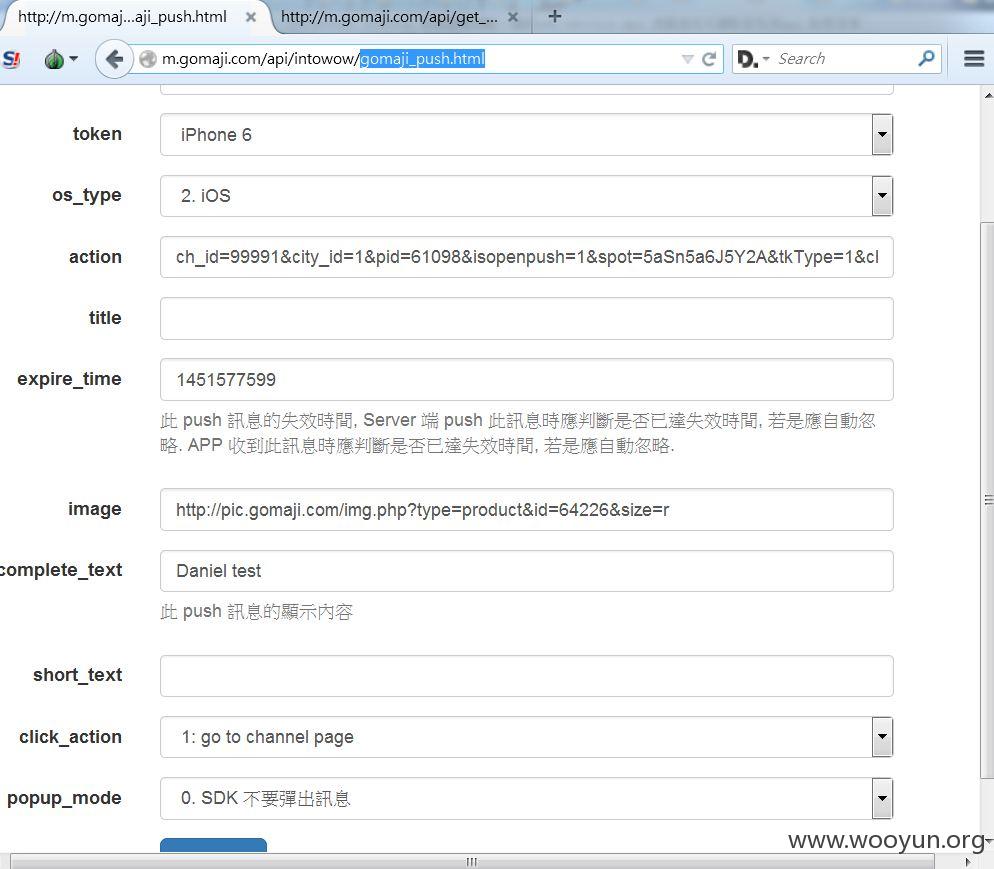 http://m.gomaj...aji_push.html × http://m.gomaji.com/api/get_... × +
S! m.gomaji.com/api/intowow/gomaji_push.html D. Search
token iPhone 6
os_type 2. iOS
action ch_id=99991&city_id=1&pid=61098&isopenpush=1&spot=5aSn5a6J5Y2A&tkType=1&cl
title
expire_time 1451577599
此 push 訊息的失效時間, Server 端 push 此訊息時應判斷是否已達失效時間, 若是應自動忽
略. APP 收到此訊息時應判斷是否已達失效時間, 若是應自動忽略.
image http://pic.gomaji.com/img.php?type=product&id=64226&size=r
complete_text Daniel test
此 push 訊息的顯示內容
short_text
click_action 1: go to channel page
popup_mode 0. SDK 不要彈出訊息
www.wooyun.org